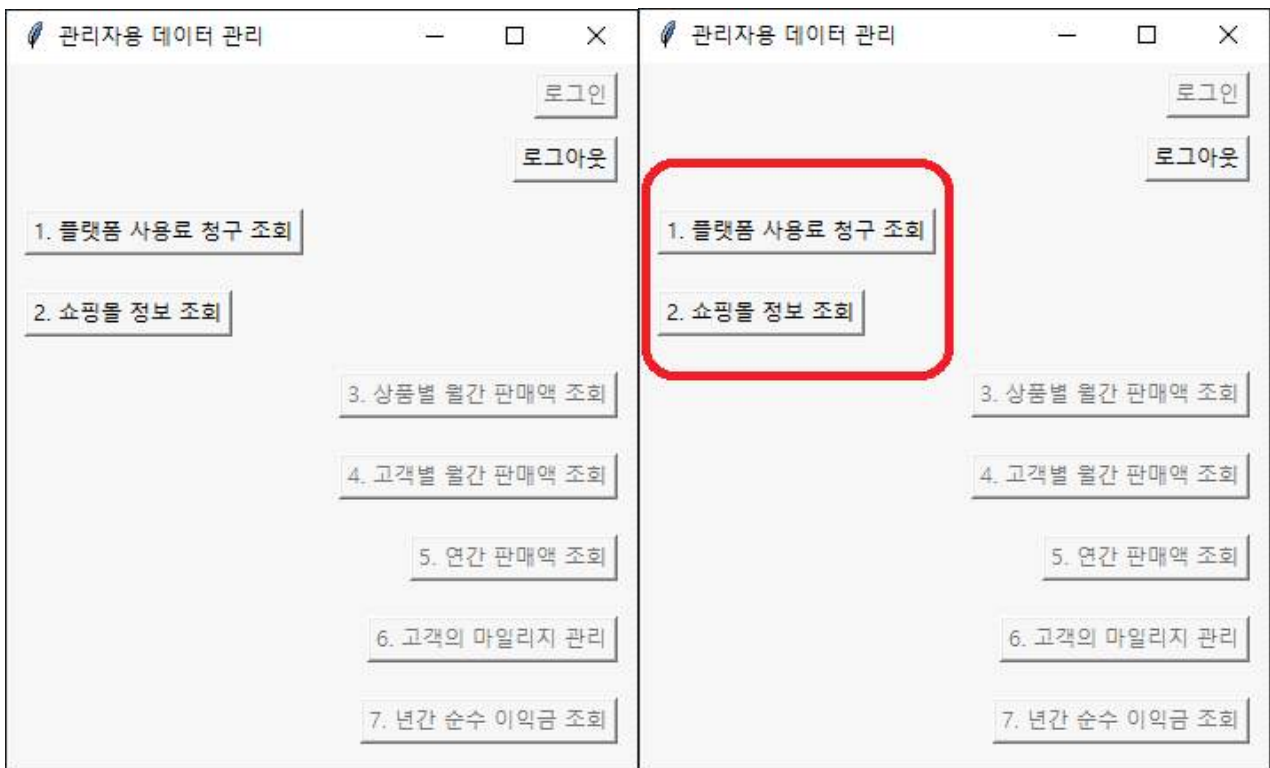 관리자용 데이터 관리
로그인
로그아웃
1. 플랫폼 사용료 청구 조회
2. 쇼핑몰 정보 조회
3. 상품별 월간 판매액 조회
4. 고객별 월간 판매액 조회
5. 연간 판매액 조회
6. 고객의 마일리지 관리
7. 년간 순수 이익금 조회
관리자용 데이터 관리
로그인
로그아웃
1. 플랫폼 사용료 청구 조회
2. 쇼핑몰 정보 조회
3. 상품별 월간 판매액 조회
4. 고객별 월간 판매액 조회
5. 연간 판매액 조회
6. 고객의 마일리지 관리
7. 년간 순수 이익금 조회